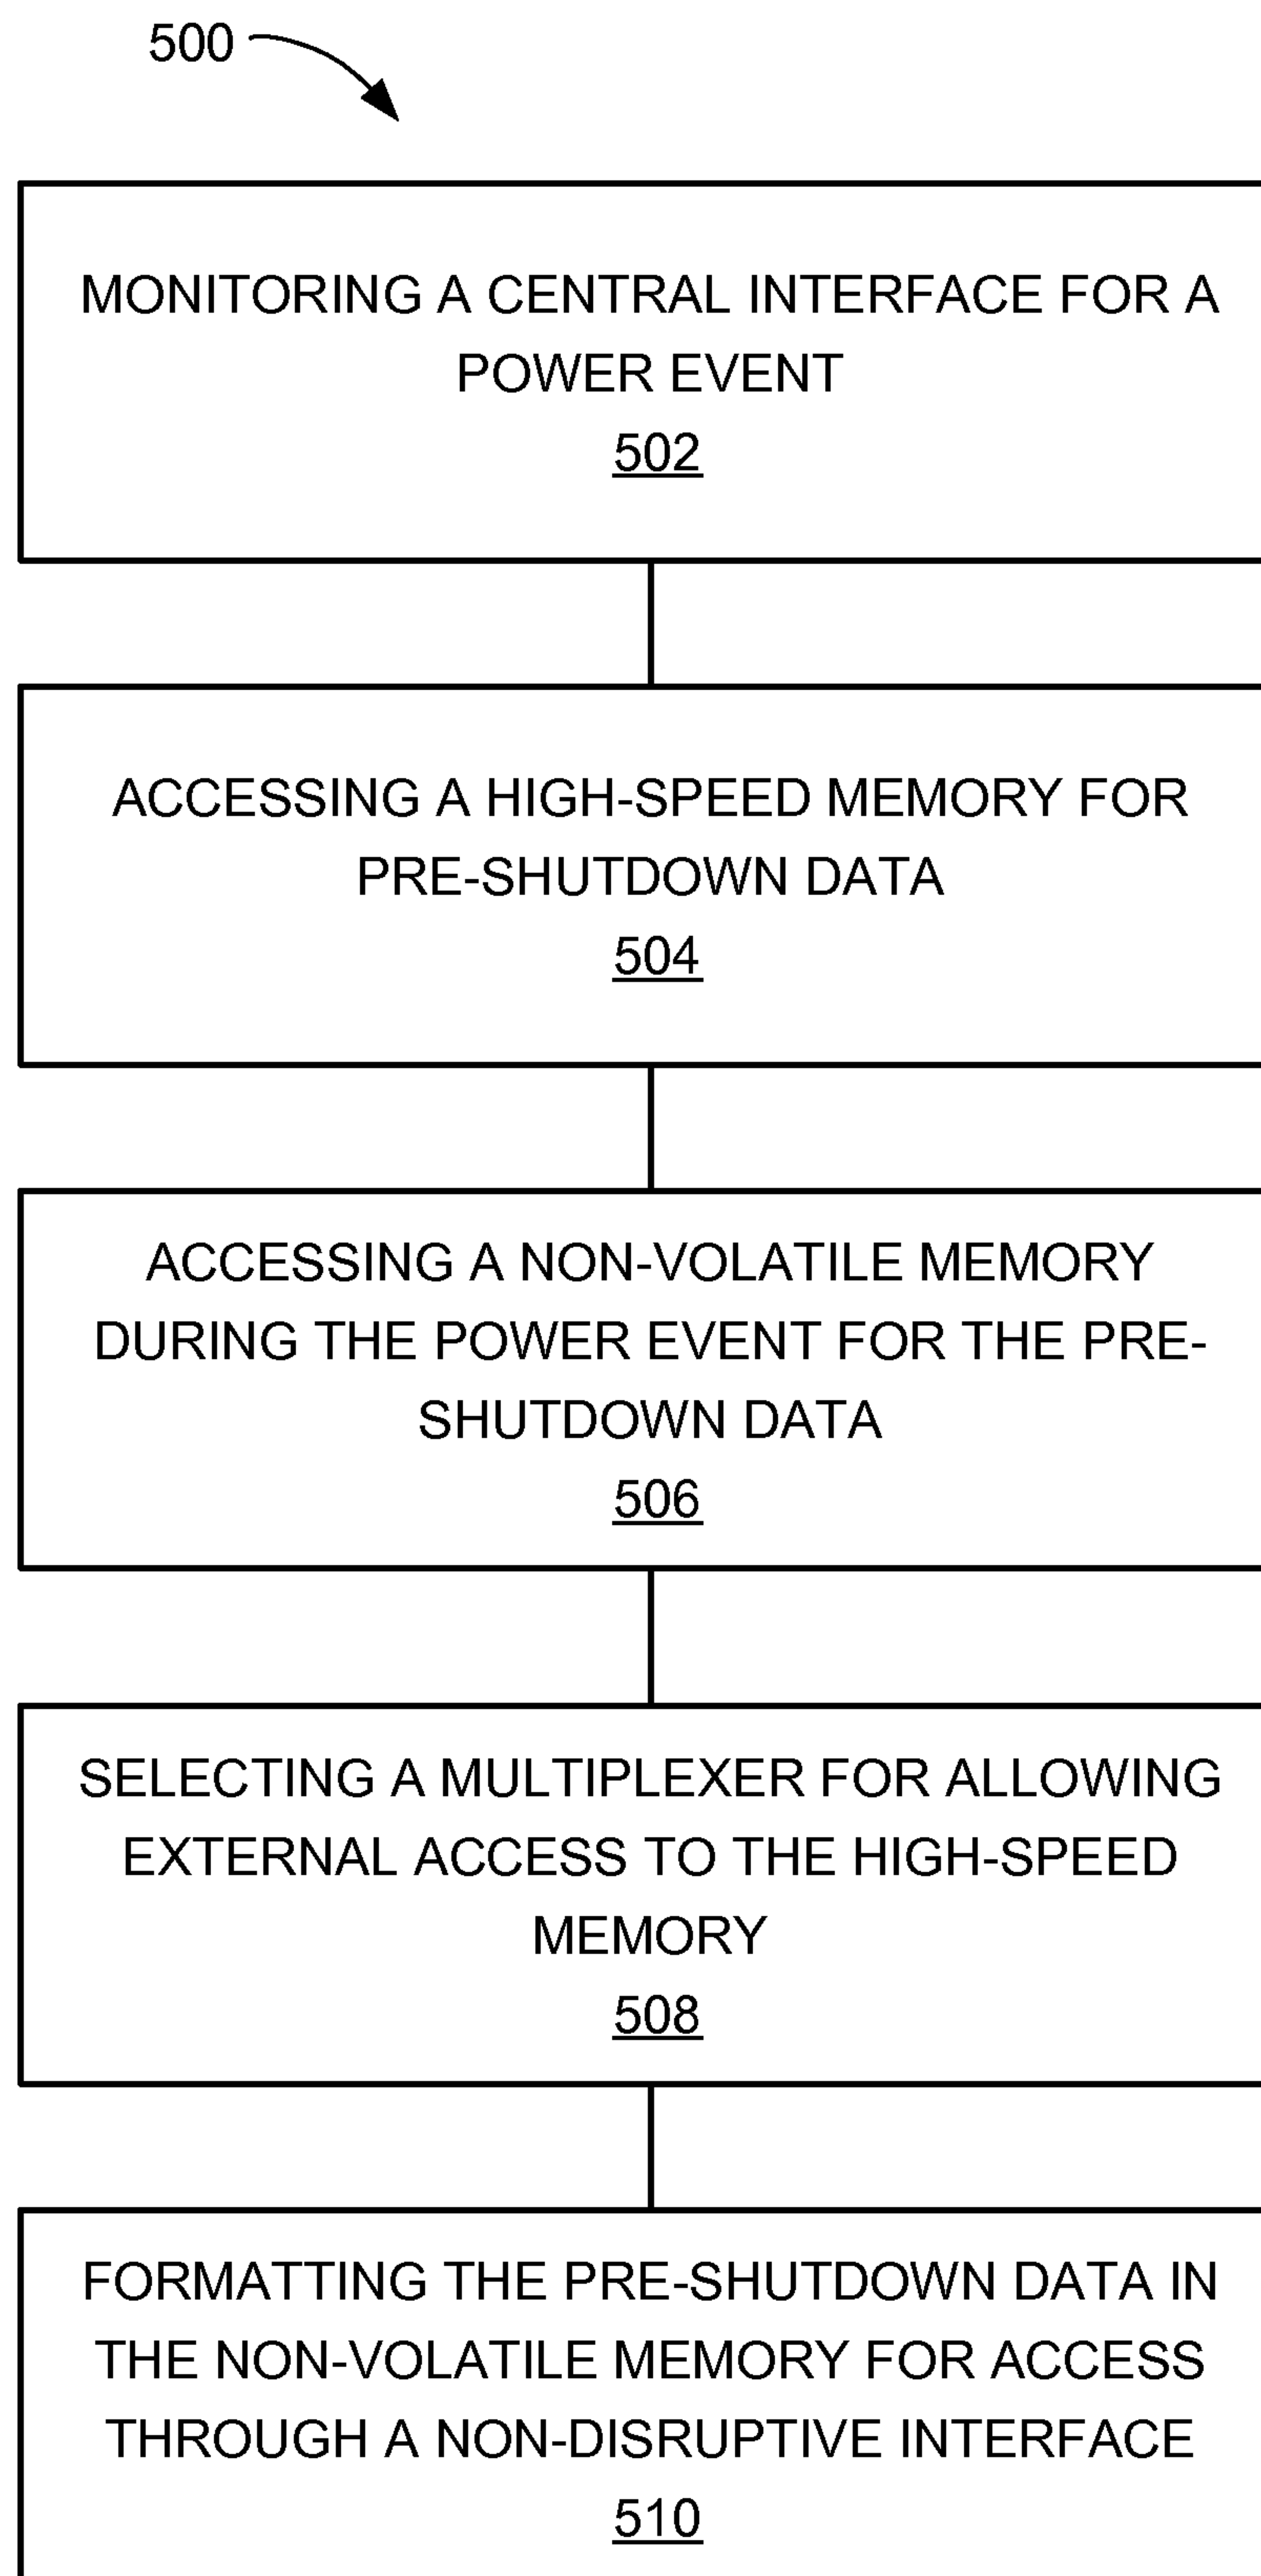 500
MONITORING A CENTRAL INTERFACE FOR A
POWER EVENT
502
ACCESSING A HIGH-SPEED MEMORY FOR
PRE-SHUTDOWN DATA
504
ACCESSING A NON-VOLATILE MEMORY
DURING THE POWER EVENT FOR THE PRE-
SHUTDOWN DATA
506
SELECTING A MULTIPLEXER FOR ALLOWING
EXTERNAL ACCESS TO THE HIGH-SPEED
MEMORY
508
FORMATTING THE PRE-SHUTDOWN DATA IN
THE NON-VOLATILE MEMORY FOR ACCESS
THROUGH A NON-DISRUPTIVE INTERFACE
510